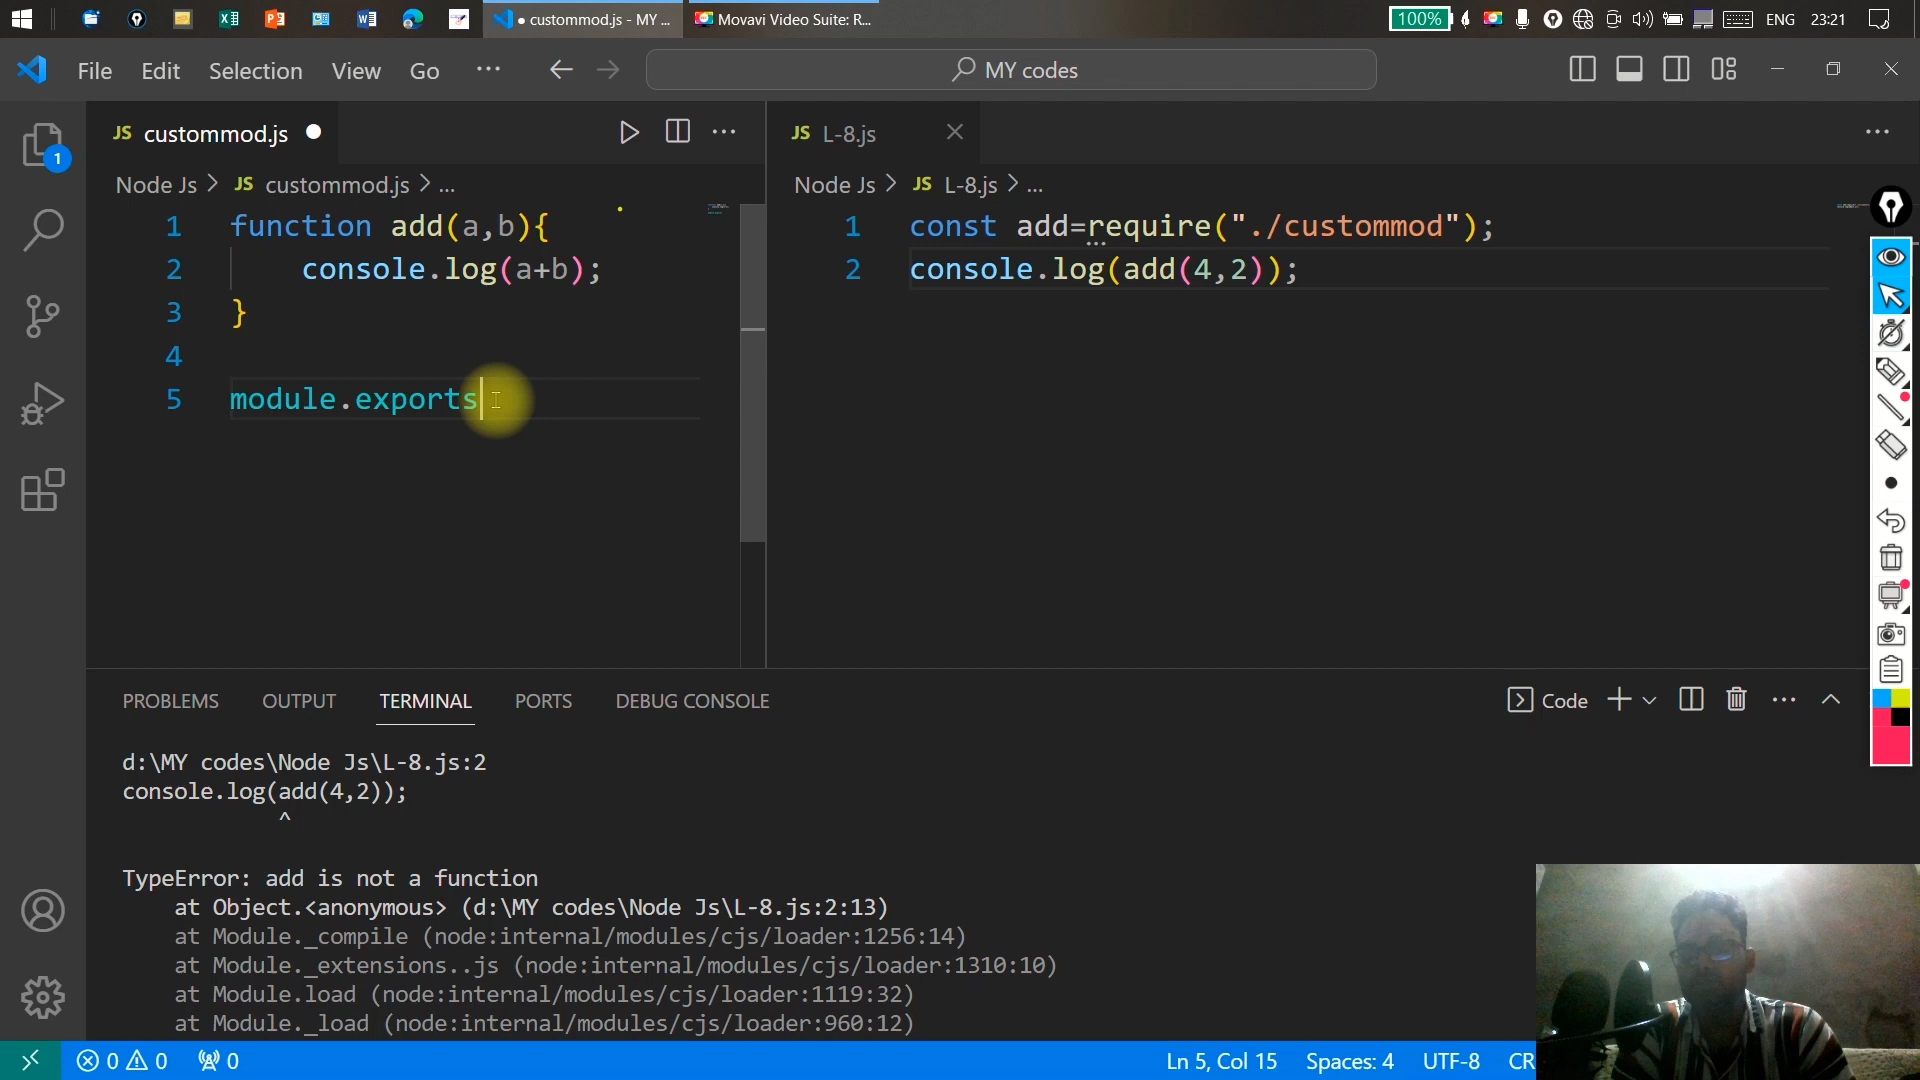 custommod.js - MY ...
Movavi Video Suite: R...
100%
ENG
23:21
File
Edit
Selection
View
Go
MY codes
JS custommod.js
JS L-8.js
Node Js > JS custommod.js > ...
Node Js > JS L-8.js > ...
1 function add(a,b){
2 console.log(a+b);
3 }
4
5 module.exports
1 const add=require("./custommod");
2 console.log(add(4,2));
1
PROBLEMS
OUTPUT
TERMINAL
PORTS
DEBUG CONSOLE
Code
d:\MY codes\Node Js\L-8.js:2
console.log(add(4,2));
^
TypeError: add is not a function
at Object.<anonymous> (d:\MY codes\Node Js\L-8.js:2:13)
at Module._compile (node:internal/modules/cjs/loader:1256:14)
at Module._extensions..js (node:internal/modules/cjs/loader:1310:10)
at Module.load (node:internal/modules/cjs/loader:1119:32)
at Module._load (node:internal/modules/cjs/loader:960:12)
0
0
0
Ln 5, Col 15
Spaces: 4
UTF-8
CR